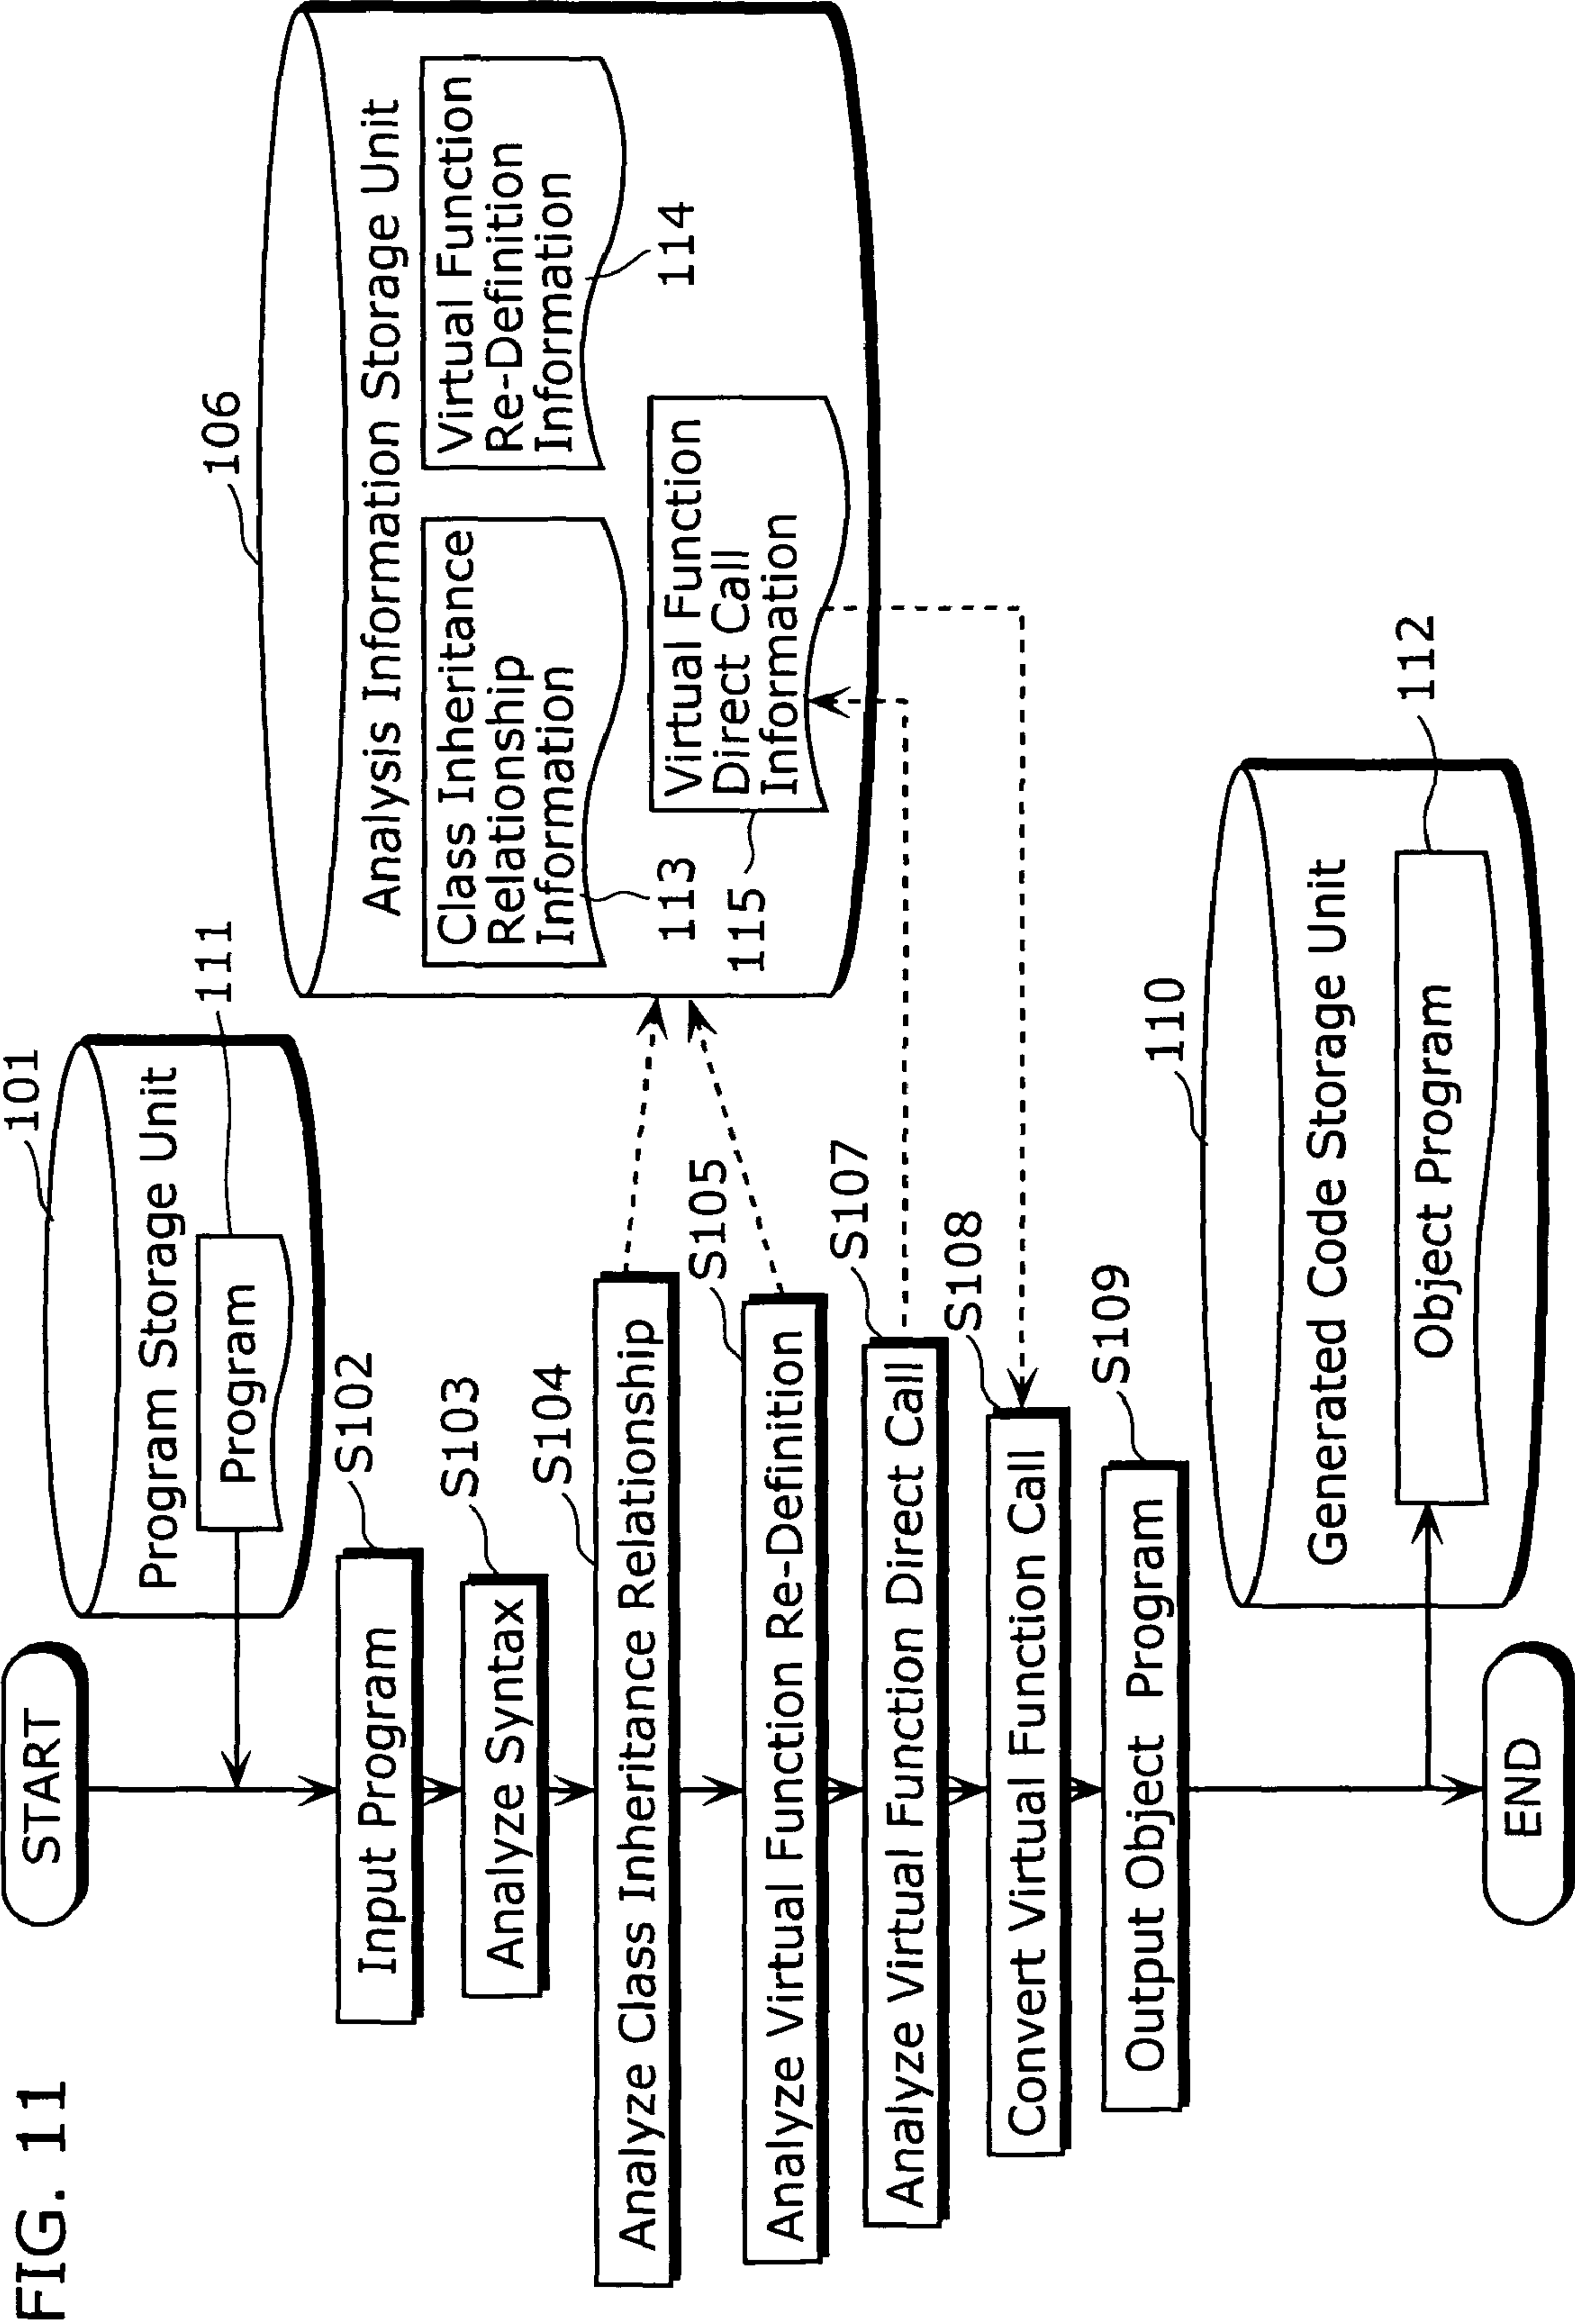 FIG. 11
START
101
Program Storage Unit
111
Program
S102
Input Program
S103
Analyze Syntax
S104
Analyze Class Inheritance Relationship
S105
Analyze Virtual Function Re-Definition
S107
Analyze Virtual Function Direct Call
S108
Convert Virtual Function Call
S109
Output Object Program
END
106
Analysis Information Storage Unit
Class Inheritance
Relationship
Information
113
Virtual Function
Re-Definition
Information
114
Virtual Function
Direct Call
Information
115
110
Generated Code Storage Unit
112
Object Program